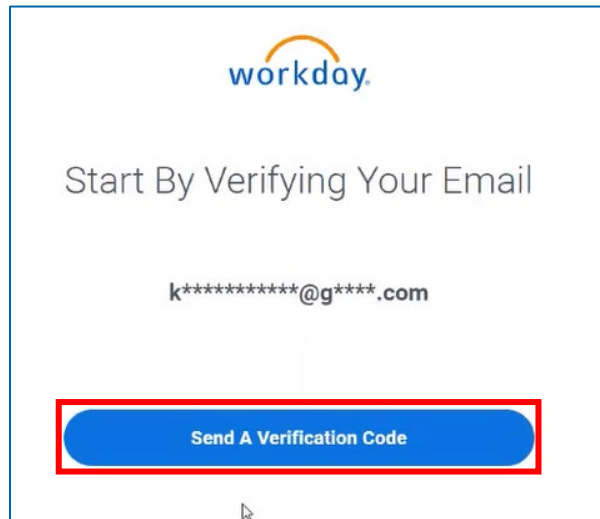 workday.
Start By Verifying Your Email
k***********@g****.com
Send A Verification Code